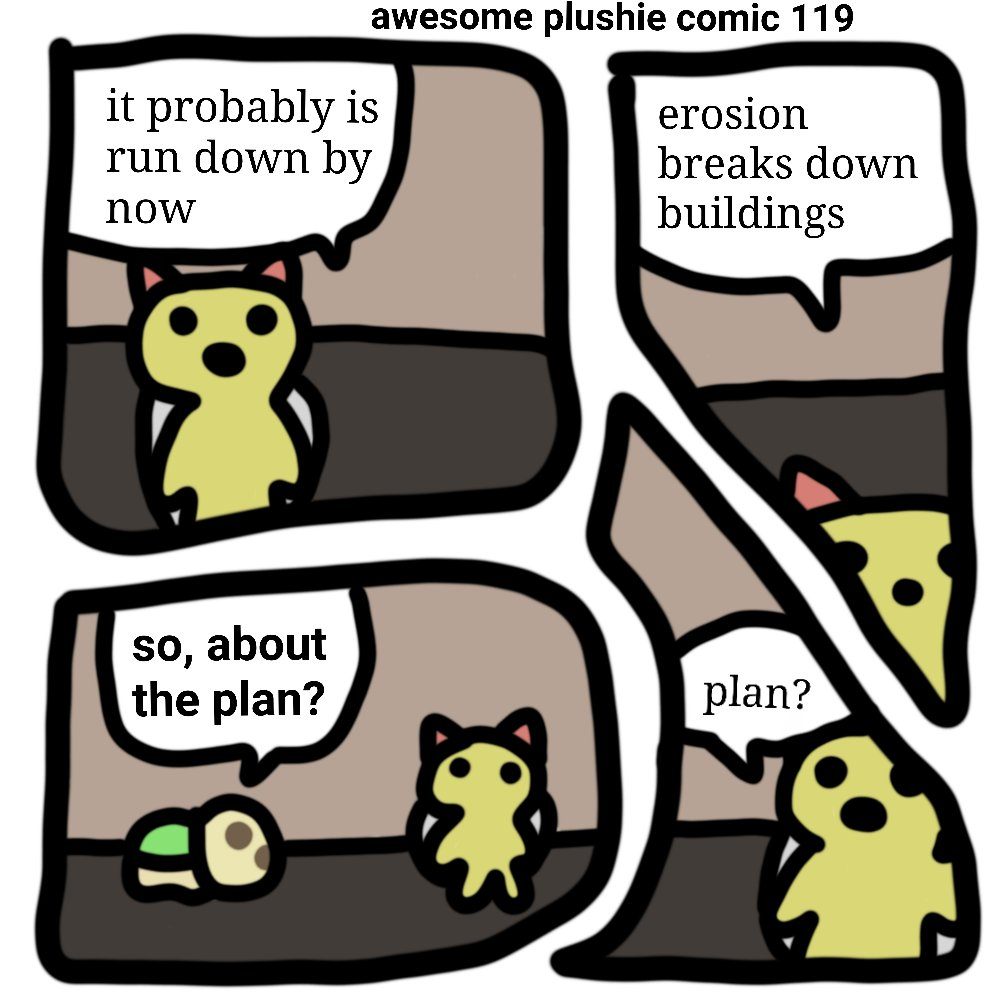 awesome plushie comic 119
it probably is
run down by
now
erosion
breaks down
buildings
so, about
the plan?
plan?